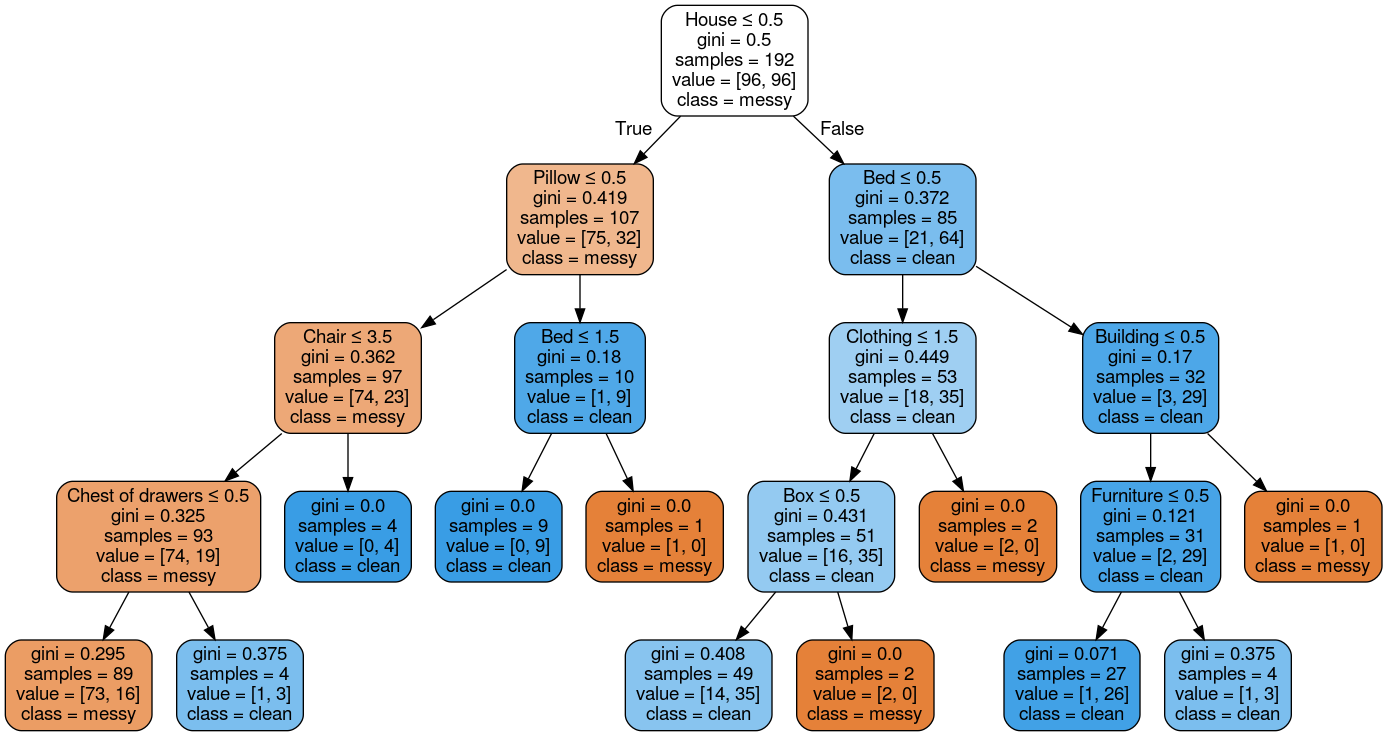 House ≤ 0.5
gini = 0.5
samples = 192
value = [96, 96]
class = messy
True
False
Pillow ≤ 0.5
gini = 0.419
samples = 107
value = [75, 32]
class = messy
Bed ≤ 0.5
gini = 0.372
samples = 85
value = [21, 64]
class = clean
Chair ≤ 3.5
gini = 0.362
samples = 97
value = [74, 23]
class = messy
Bed ≤ 1.5
gini = 0.18
samples = 10
value = [1, 9]
class = clean
Clothing ≤ 1.5
gini = 0.449
samples = 53
value = [18, 35]
class = clean
Building ≤ 0.5
gini = 0.17
samples = 32
value = [3, 29]
class = clean
Chest of drawers ≤ 0.5
gini = 0.325
samples = 93
value = [74, 19]
class = messy
gini = 0.0
samples = 4
value = [0, 4]
class = clean
gini = 0.0
samples = 9
value = [0, 9]
class = clean
gini = 0.0
samples = 1
value = [1, 0]
class = messy
Box ≤ 0.5
gini = 0.431
samples = 51
value = [16, 35]
class = clean
gini = 0.0
samples = 2
value = [2, 0]
class = messy
Furniture ≤ 0.5
gini = 0.121
samples = 31
value = [2, 29]
class = clean
gini = 0.0
samples = 1
value = [1, 0]
class = messy
gini = 0.295
samples = 89
value = [73, 16]
class = messy
gini = 0.375
samples = 4
value = [1, 3]
class = clean
gini = 0.408
samples = 49
value = [14, 35]
class = clean
gini = 0.0
samples = 2
value = [2, 0]
class = messy
gini = 0.071
samples = 27
value = [1, 26]
class = clean
gini = 0.375
samples = 4
value = [1, 3]
class = clean